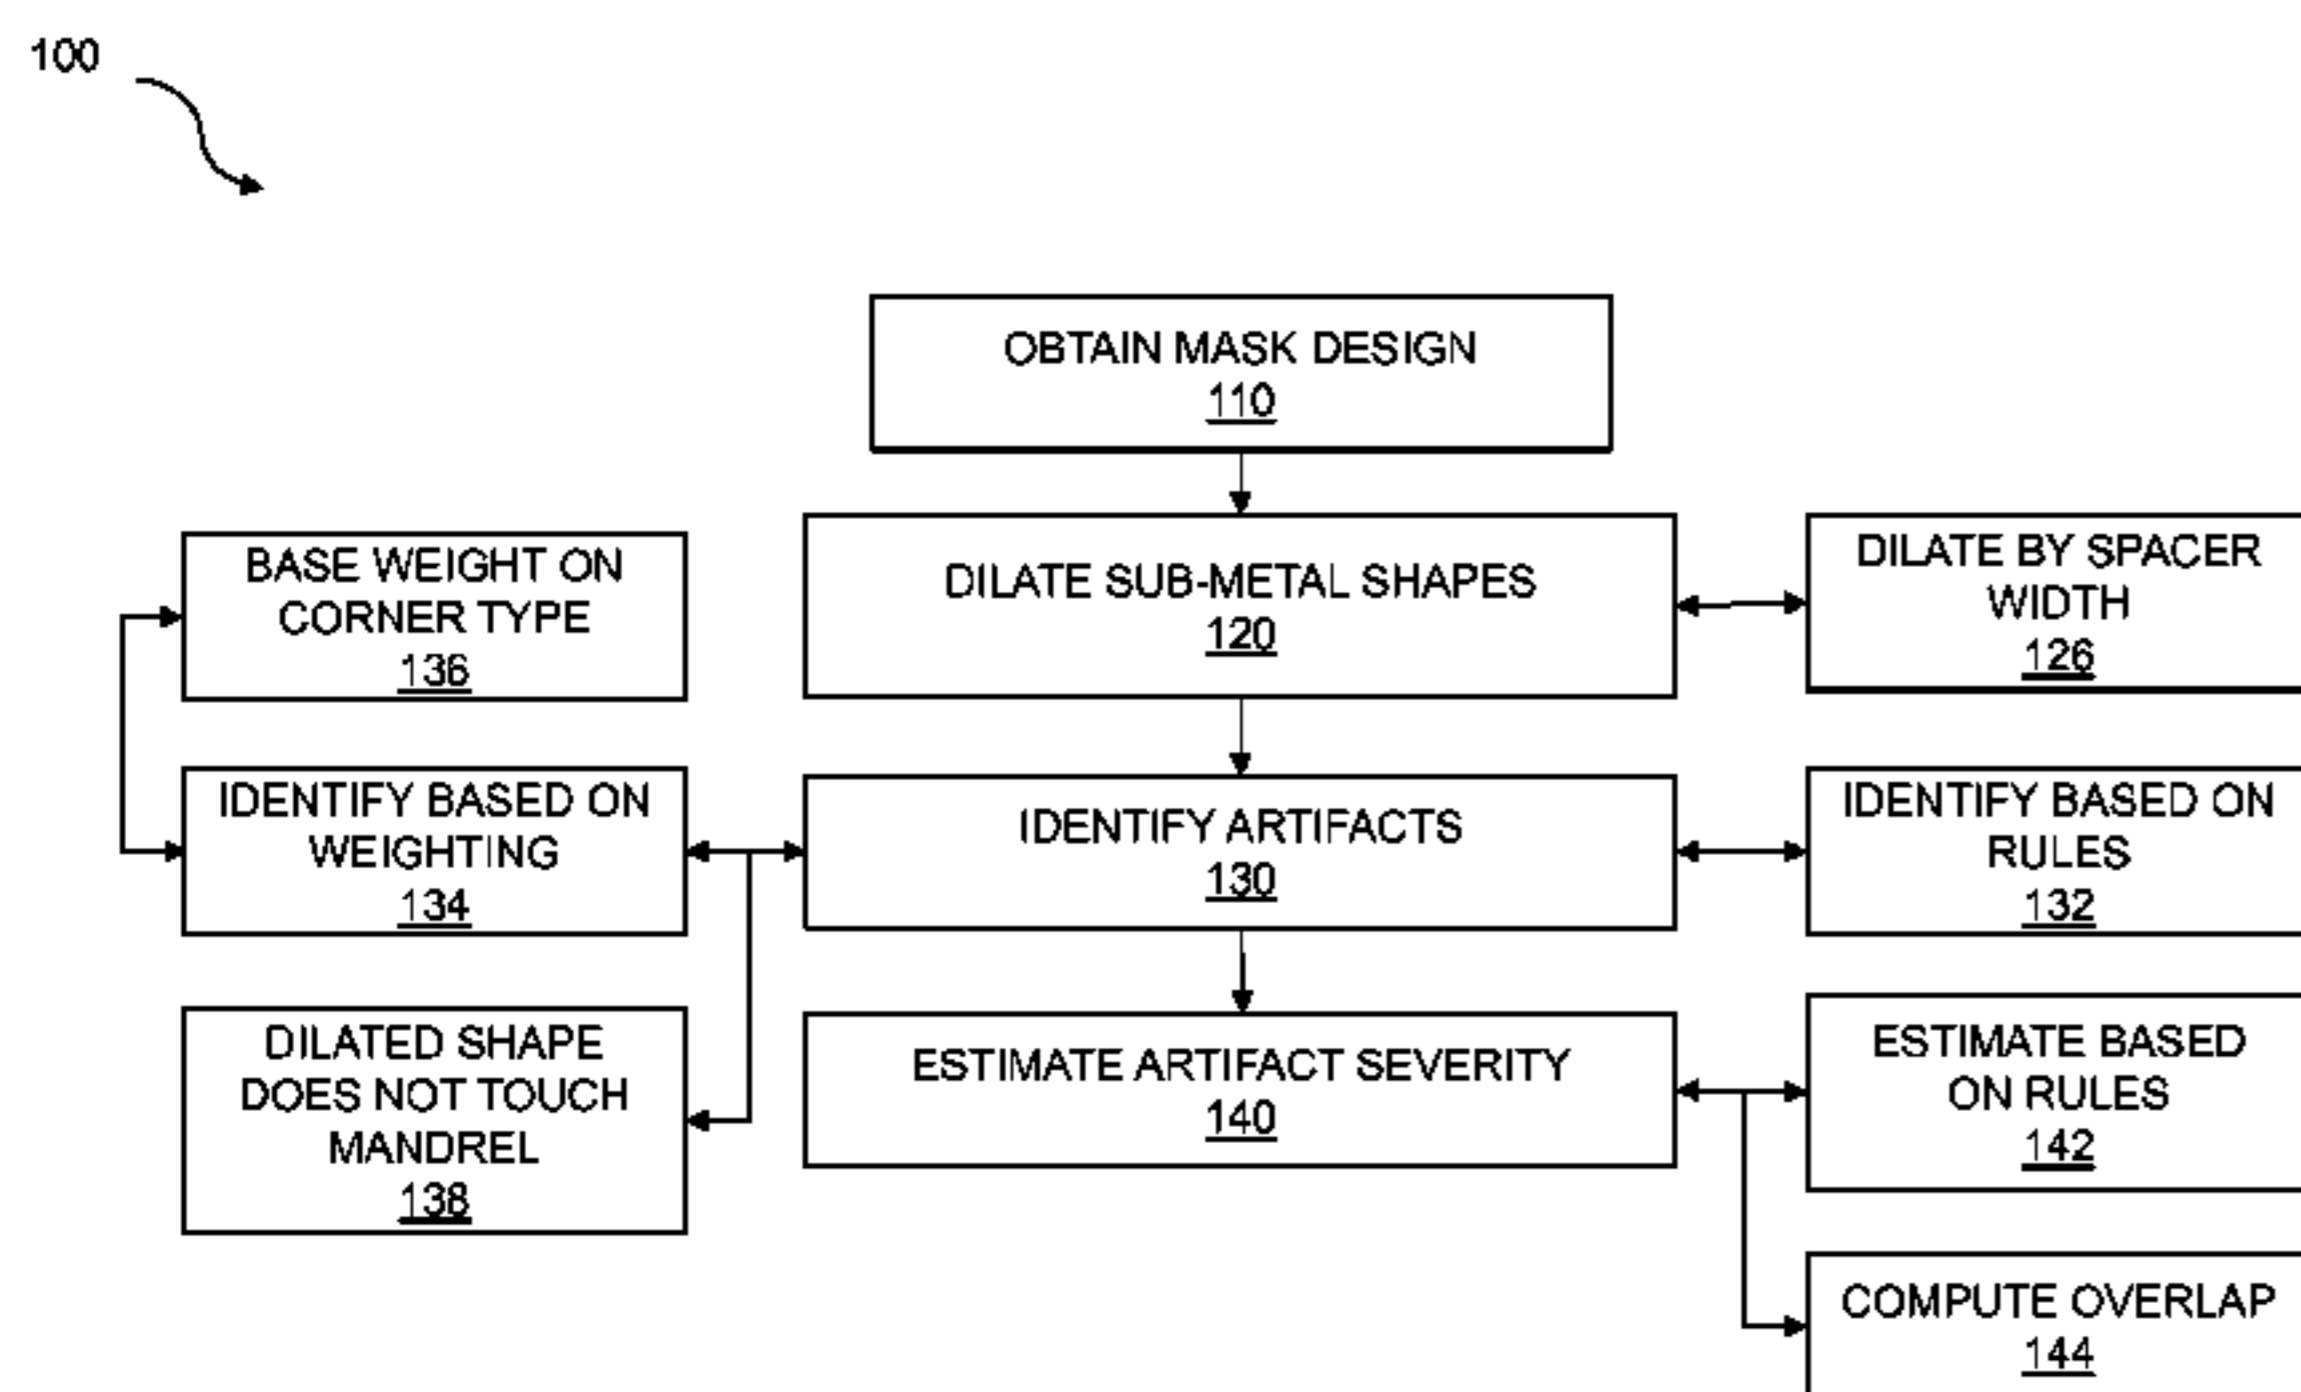 100
OBTAIN MASK DESIGN
110
DILATE SUB-METAL SHAPES
120
DILATE BY SPACER
WIDTH
126
BASE WEIGHT ON
CORNER TYPE
136
IDENTIFY BASED ON
WEIGHTING
134
IDENTIFY ARTIFACTS
130
IDENTIFY BASED ON
RULES
132
DILATED SHAPE
DOES NOT TOUCH
MANDREL
138
ESTIMATE ARTIFACT SEVERITY
140
ESTIMATE BASED
ON RULES
142
COMPUTE OVERLAP
144